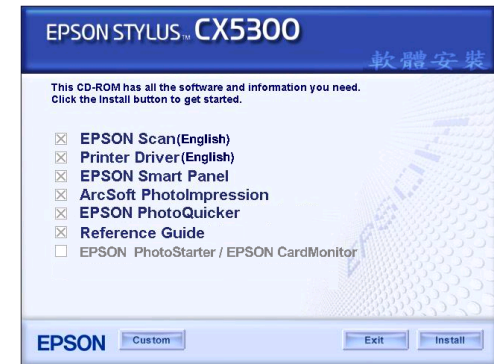 EPSON STYLUS™ CX5300
軟體安裝
This CD-ROM has all the software and information you need.
Click the Install button to get started.
EPSON Scan(English)
Printer Driver(English)
EPSON Smart Panel
ArcSoft PhotoImpression
EPSON PhotoQuicker
Reference Guide
EPSON PhotoStarter / EPSON CardMonitor
EPSON
EPSON Custom Exit Install